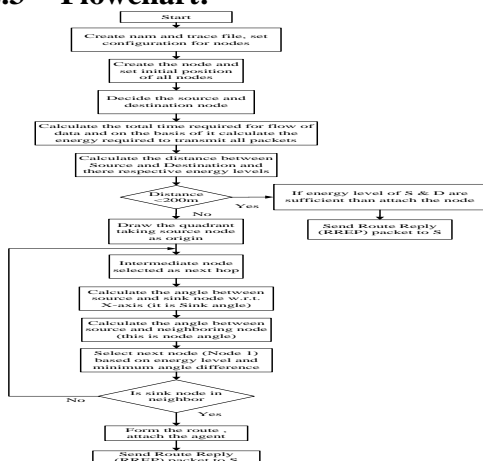 Flowchart:
Start
Create nam and trace file, set
configuration for nodes
Create the node and
set initial position
of all nodes
Decide the source and
destination node
Calculate the total time required for flow of
data and on the basis of it calculate the
energy required to transmit all packets
Calculate the distance between
Source and Destination and
there respective energy levels
Distance
<200m
Yes
No
If energy level of S & D are
sufficient than attach the node
Send Route Reply
(RREP) packet to S
Draw the quadrant
taking source node
as origin
Intermediate node
selected as next hop
Calculate the angle between
source and sink node w.r.t.
X-axis (it is Sink angle)
Calculate the angle between
source and neighboring node
(this is node angle)
Select next node (Node 1)
based on energy level and
minimum angle difference
Is sink node in
neighbor
No
Yes
Form the route ,
attach the agent
Send Route Reply
(RREP) packet to S